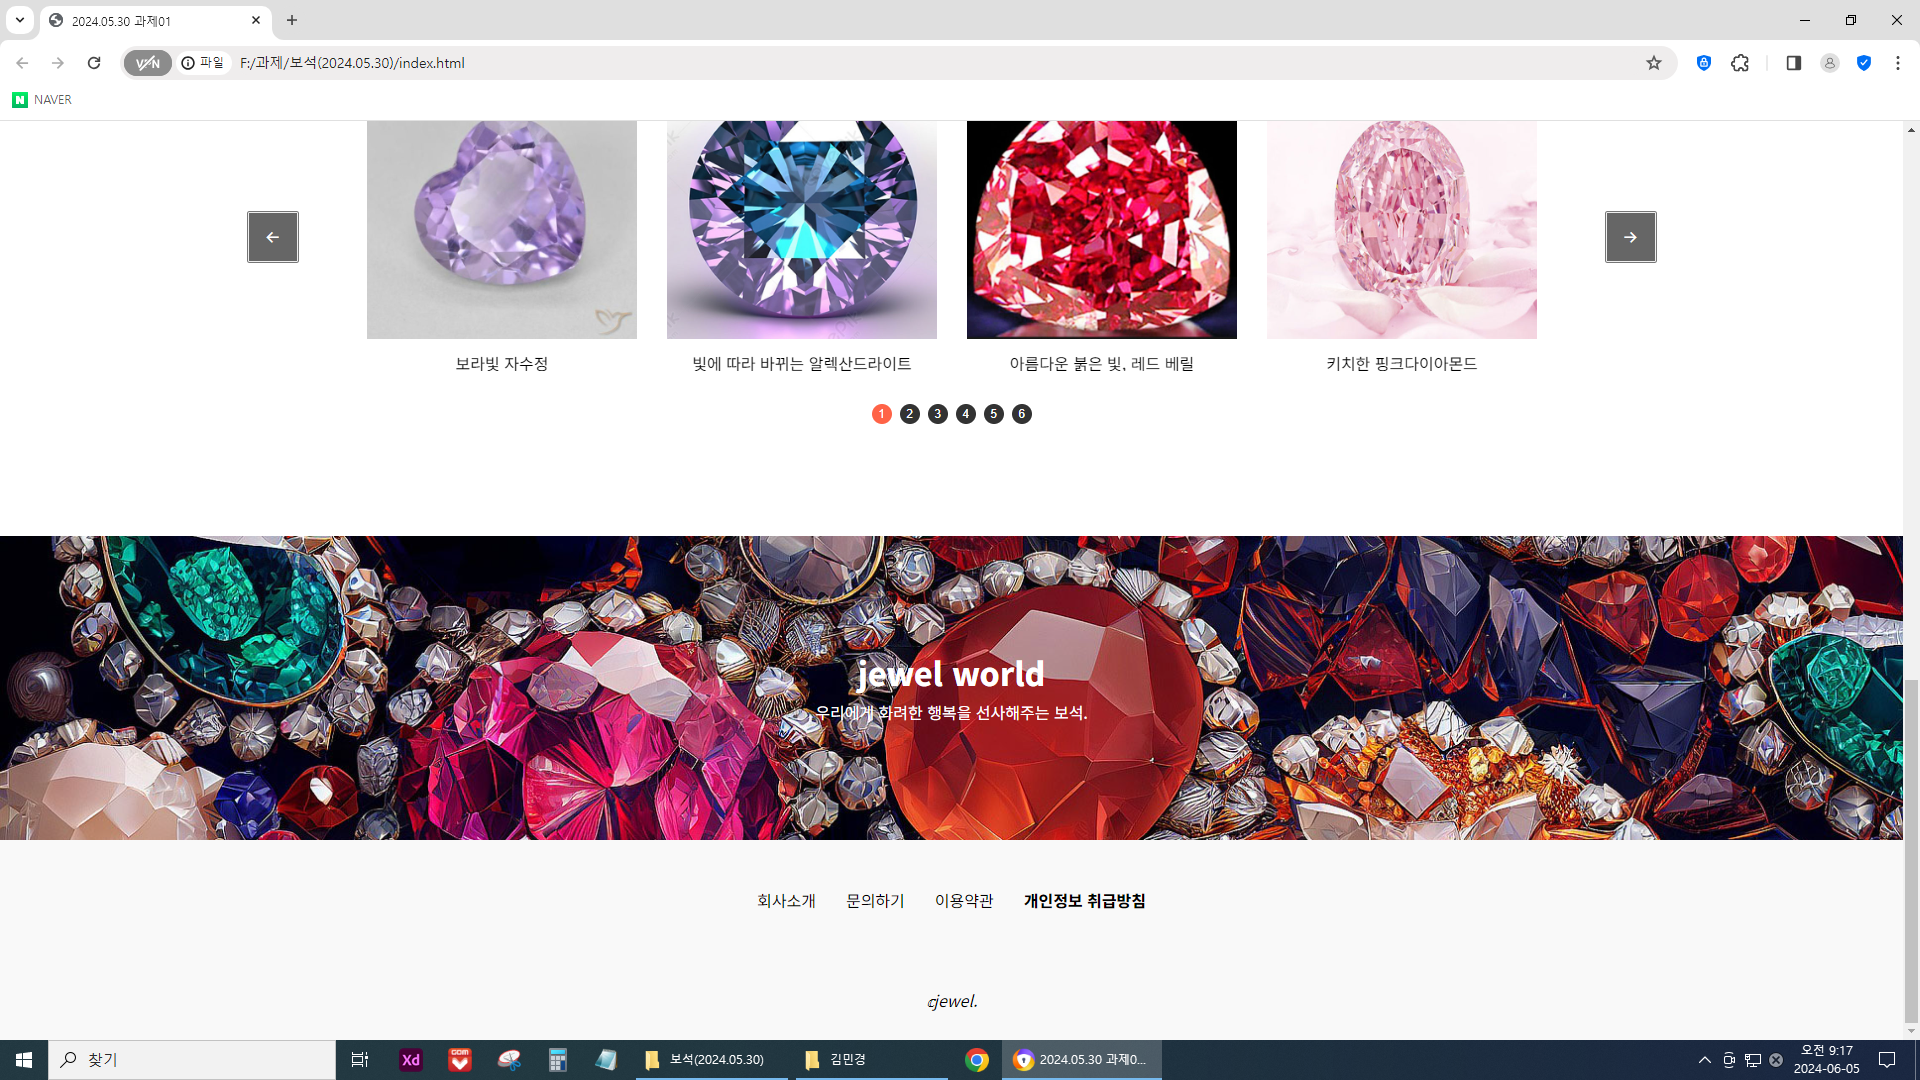 2024.05.30 과제01
VPN
파일
F:/과제/보석(2024.05.30)/index.html
NAVER
보라빛 자수정
빛에 따라 바뀌는 알렉산드라이트
아름다운 붉은 빛, 레드 베릴
키치한 핑크다이아몬드
1 2 3 4 5 6
jewel world
우리에게 화려한 행복을 선사해주는 보석.
회사소개 문의하기 이용약관 개인정보 취급방침
©jewel.
찾기
Xd
GOM
보석(2024.05.30)
김민경
2024.05.30 과제0...
오전 9:17
2024-06-05